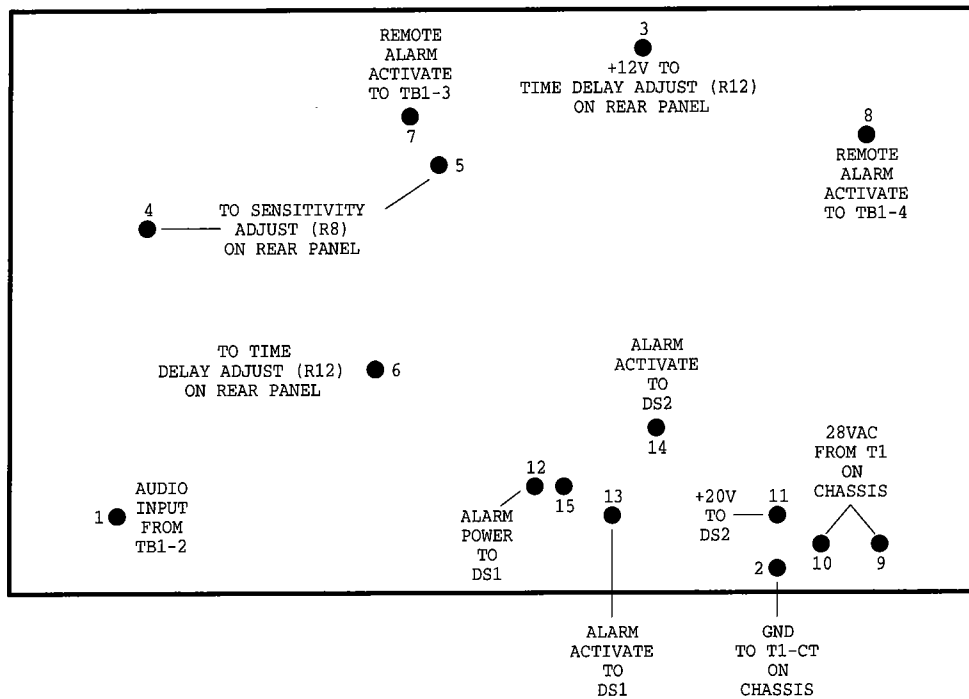 REMOTE
ALARM
ACTIVATE
TO TB1-3
7
3
+12V TO
TIME DELAY ADJUST (R12)
ON REAR PANEL
8
REMOTE
ALARM
ACTIVATE
TO TB1-4
5
4
TO SENSITIVITY
ADJUST (R8)
ON REAR PANEL
TO TIME
DELAY ADJUST (R12)
ON REAR PANEL
6
ALARM
ACTIVATE
TO
DS2
14
28VAC
FROM T1
ON
CHASSIS
10
9
1
AUDIO
INPUT
FROM
TB1-2
12
15
ALARM
POWER
TO
DS1
13
+20V
TO
DS2
11
2
ALARM
ACTIVATE
TO
DS1
GND
TO T1-CT
ON
CHASSIS